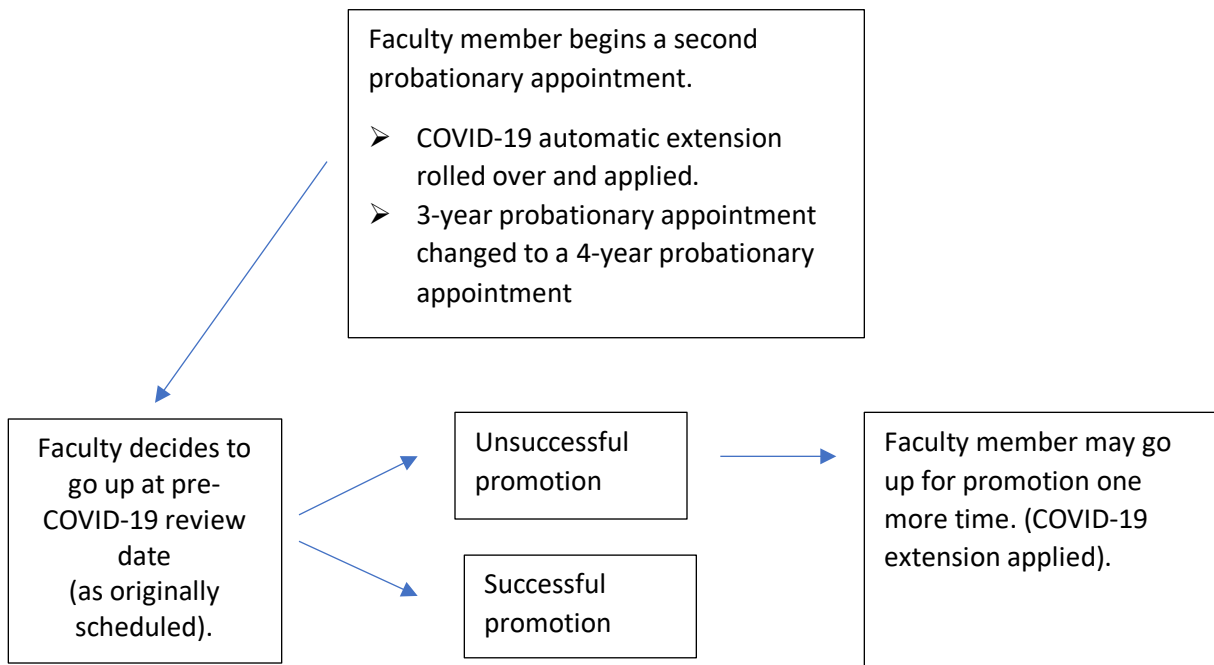 Faculty member begins a second
probationary appointment.
➢ COVID-19 automatic extension
rolled over and applied.
➢ 3-year probationary appointment
changed to a 4-year probationary
appointment
Faculty decides to
go up at pre-
COVID-19 review
date
(as originally
scheduled).
Unsuccessful
promotion
Successful
promotion
Faculty member may go
up for promotion one
more time. (COVID-19
extension applied).